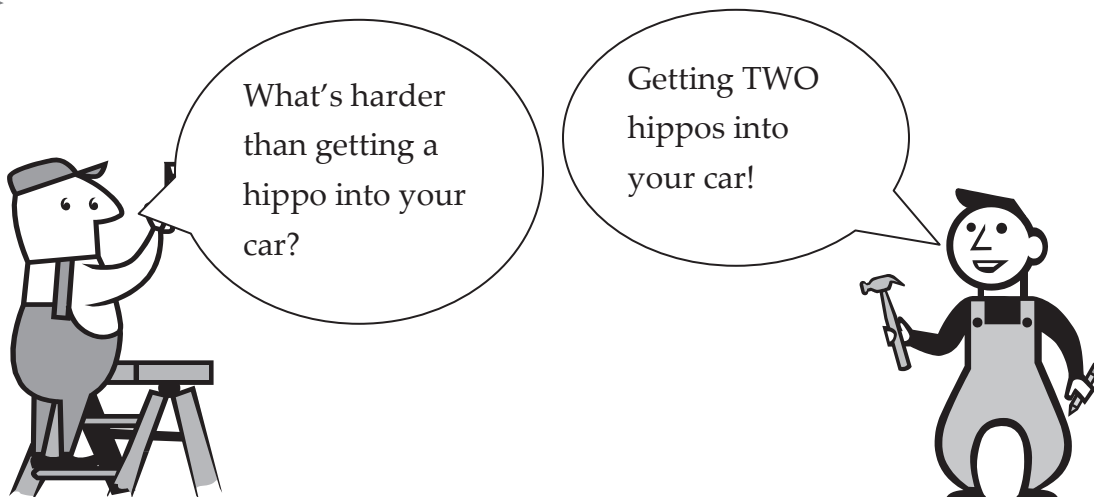 What’s harder
than getting a
hippo into your
car?
Getting TWO
hippos into
your car!